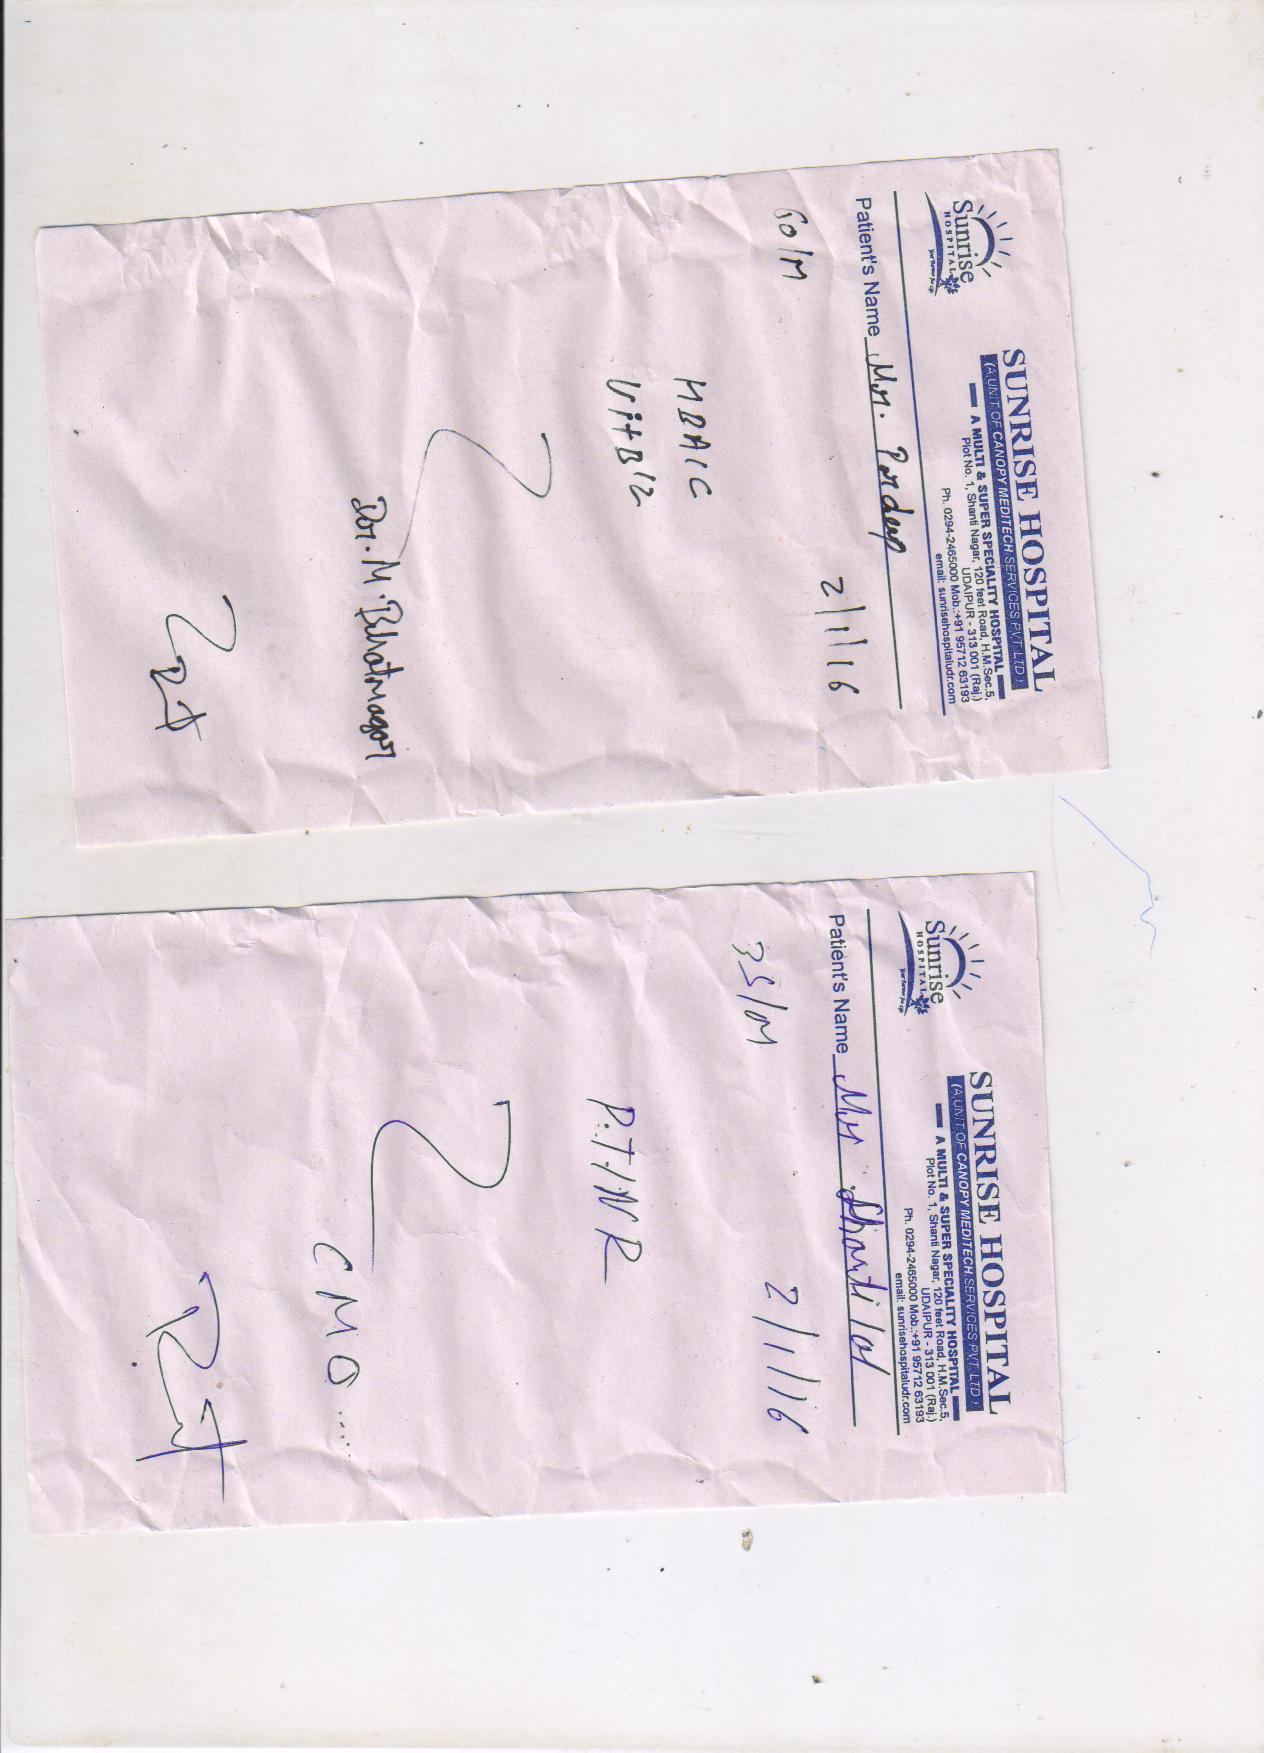 Sunrise
HOSPITAL
SUNRISE HOSPITAL
(A UNIT OF CANOPY MEDITECH SERVICES PVT. LTD.)
A MULTI & SUPER SPECIALITY HOSPITAL
Plot No. 1, Shanti Nagar, 120 feet Road, H.M.Sec.5,
UDAIPUR - 313 001 (Raj.)
Ph. 0294-2465000 Mob.:+91 95712 63193
email: sunrisehospitaludr.com
Patient's Name Mr. Pardeep
60/M 2/1/16
HBA1C
Vit B12
Dr. M. Bhatnagar
Sunrise
HOSPITAL
SUNRISE HOSPITAL
(A UNIT OF CANOPY MEDITECH SERVICES PVT. LTD.)
A MULTI & SUPER SPECIALITY HOSPITAL
Plot No. 1, Shanti Nagar, 120 feet Road, H.M.Sec.5,
UDAIPUR - 313 001 (Raj.)
Ph. 0294-2465000 Mob.:+91 95712 63193
email: sunrisehospitaludr.com
Patient's Name Mr Shantilal
35/M 2/1/16
P.T/INR
CMO .....